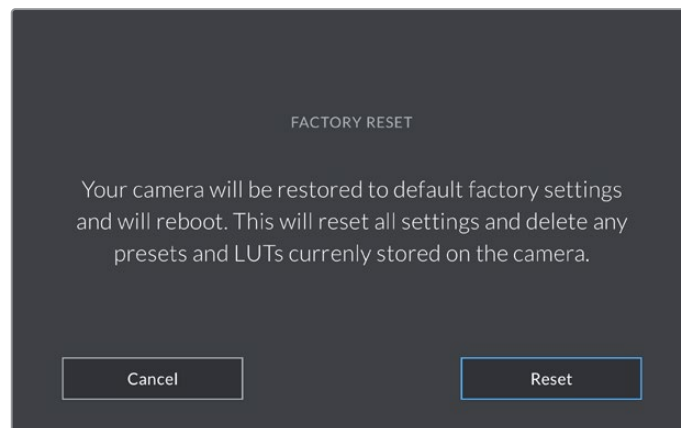 FACTORY RESET
Your camera will be restored to default factory settings
and will reboot. This will reset all settings and delete any
presets and LUTs currenly stored on the camera.
Cancel
Reset